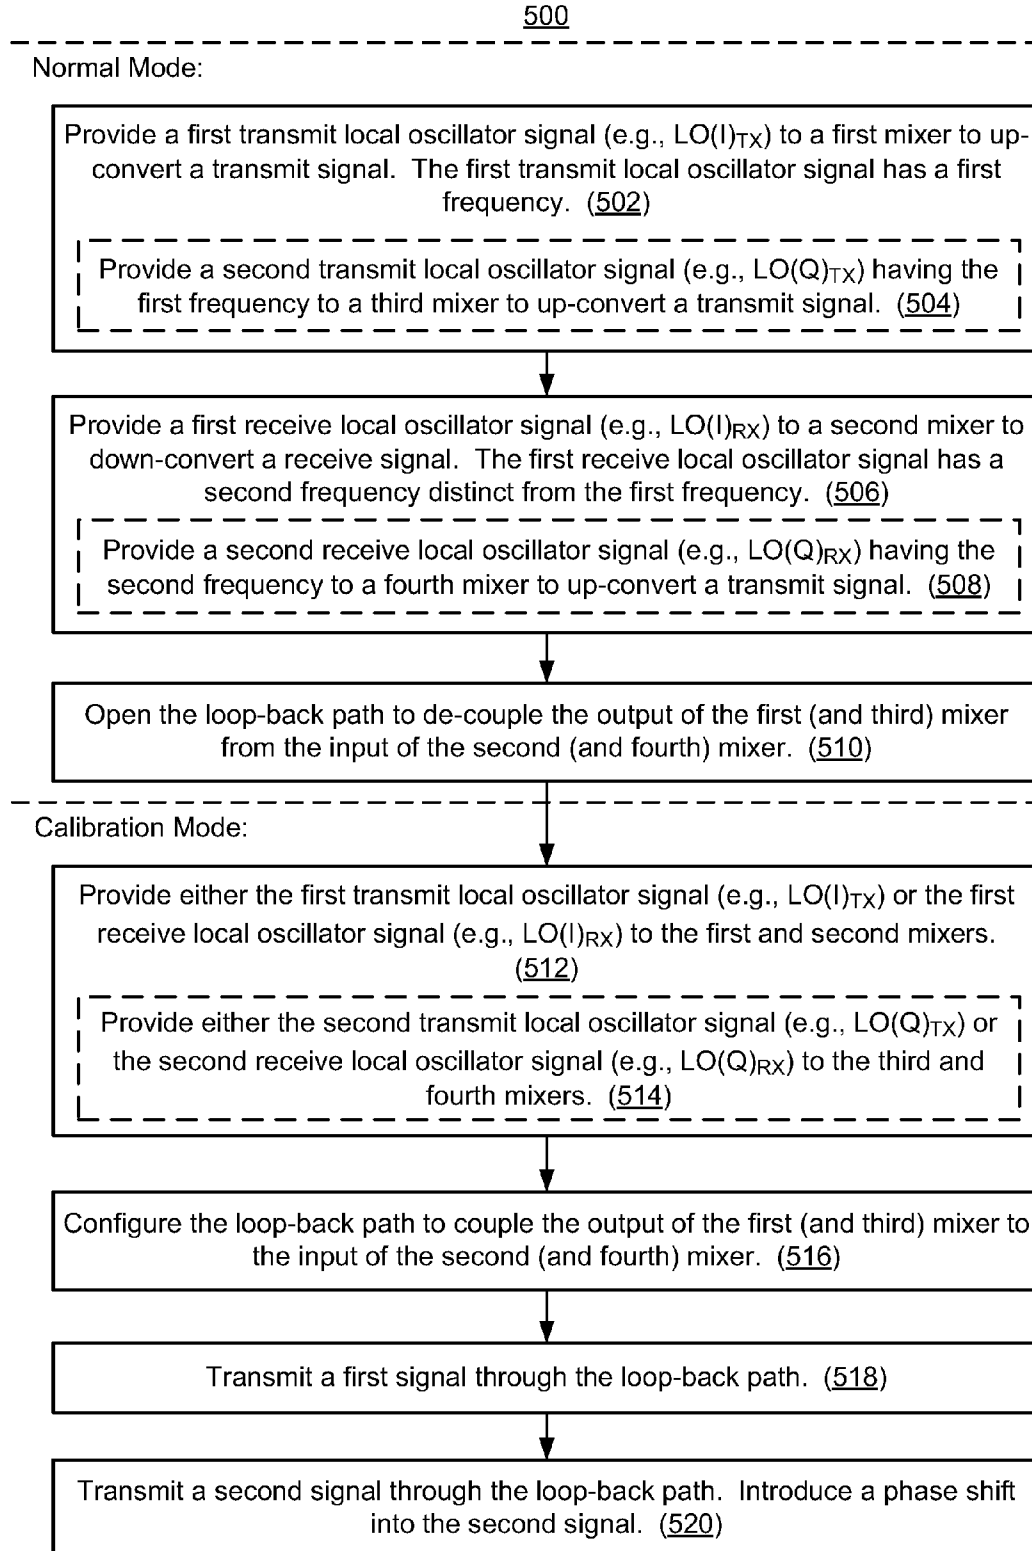 500
Normal Mode:
Provide a first transmit local oscillator signal (e.g., LO(I)TX) to a first mixer to up-
convert a transmit signal. The first transmit local oscillator signal has a first
frequency. (502)
Provide a second transmit local oscillator signal (e.g., LO(Q)TX) having the
first frequency to a third mixer to up-convert a transmit signal. (504)
Provide a first receive local oscillator signal (e.g., LO(I)RX) to a second mixer to
down-convert a receive signal. The first receive local oscillator signal has a
second frequency distinct from the first frequency. (506)
Provide a second receive local oscillator signal (e.g., LO(Q)RX) having the
second frequency to a fourth mixer to up-convert a transmit signal. (508)
Open the loop-back path to de-couple the output of the first (and third) mixer
from the input of the second (and fourth) mixer. (510)
Calibration Mode:
Provide either the first transmit local oscillator signal (e.g., LO(I)TX) or the first
receive local oscillator signal (e.g., LO(I)RX) to the first and second mixers.
(512)
Provide either the second transmit local oscillator signal (e.g., LO(Q)TX) or
the second receive local oscillator signal (e.g., LO(Q)RX) to the third and
fourth mixers. (514)
Configure the loop-back path to couple the output of the first (and third) mixer to
the input of the second (and fourth) mixer. (516)
Transmit a first signal through the loop-back path. (518)
Transmit a second signal through the loop-back path. Introduce a phase shift
into the second signal. (520)